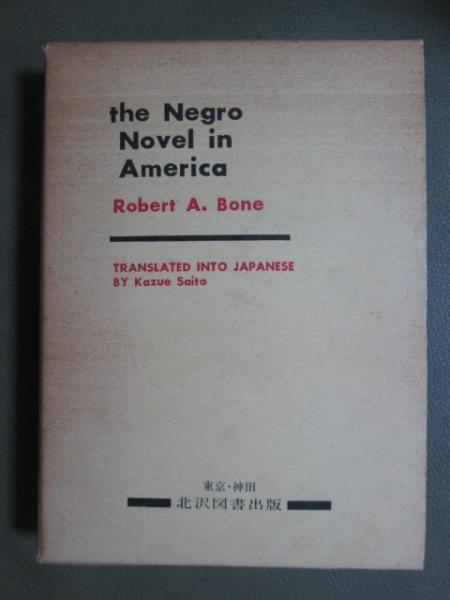 the Negro
Novel in
America
Robert A. Bone
TRANSLATED INTO JAPANESE
BY Kazue Saito
東京・神田
北沢図書出版